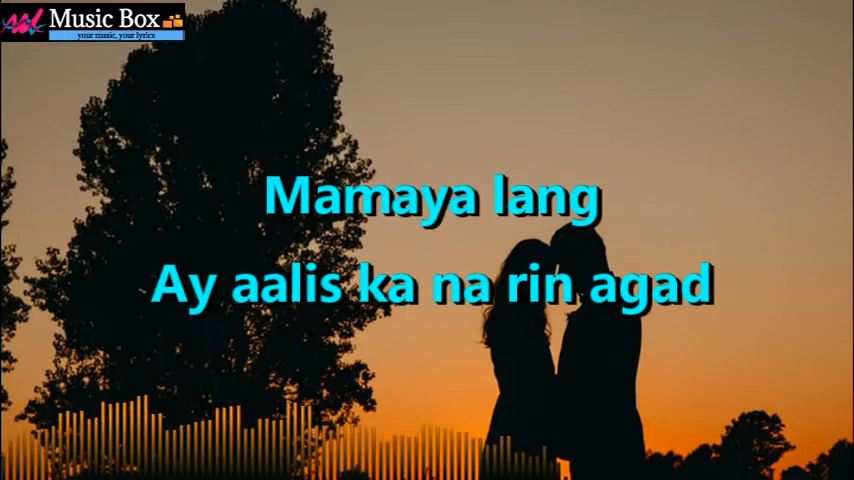 Music Box
your music, your lyrics
Mamaya lang
Ay aalis ka na rin agad